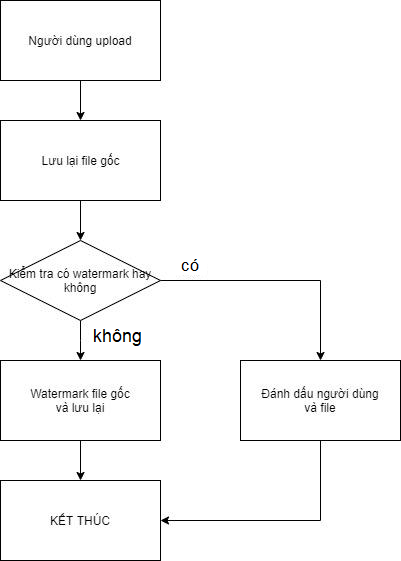 Người dùng upload
Lưu lại file gốc
Kiểm tra có watermark hay
không
có
không
Watermark file gốc
và lưu lại
Đánh dấu người dùng
và file
KẾT THÚC